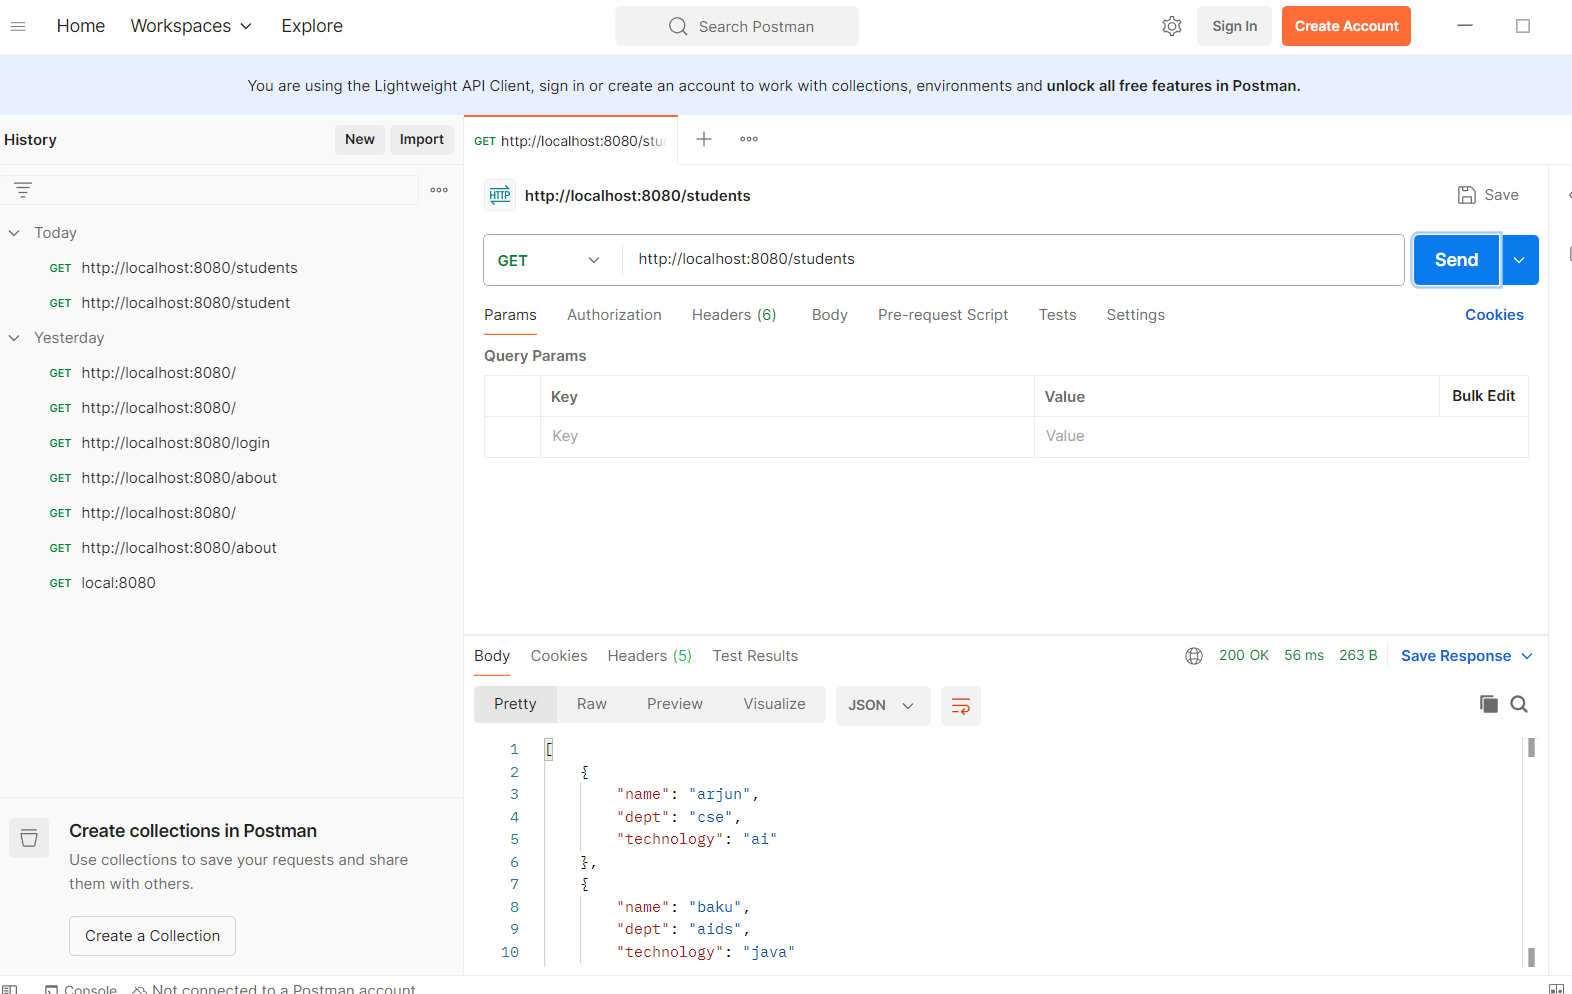 Home Workspaces Explore Search Postman Sign In Create Account
You are using the Lightweight API Client, sign in or create an account to work with collections, environments and unlock all free features in Postman.
History New Import
GET http://localhost:8080/stu
http://localhost:8080/students Save
Today
GET http://localhost:8080/students
GET http://localhost:8080/student
Yesterday
GET http://localhost:8080/
GET http://localhost:8080/
GET http://localhost:8080/login
GET http://localhost:8080/about
GET http://localhost:8080/
GET http://localhost:8080/about
GET local:8080
Create collections in Postman
Use collections to save your requests and share
them with others.
Create a Collection
HTTP
GET http://localhost:8080/students Send
Params Authorization Headers (6) Body Pre-request Script Tests Settings Cookies
Query Params
Key Value Bulk Edit
Key Value
Body Cookies Headers (5) Test Results 200 OK 56 ms 263 B Save Response
Pretty Raw Preview Visualize JSON
1 [
2 {
3 "name": "arjun",
4 "dept": "cse",
5 "technology": "ai"
6 },
7 {
8 "name": "baku",
9 "dept": "aids",
10 "technology": "java"
Console Not connected to a Postman account